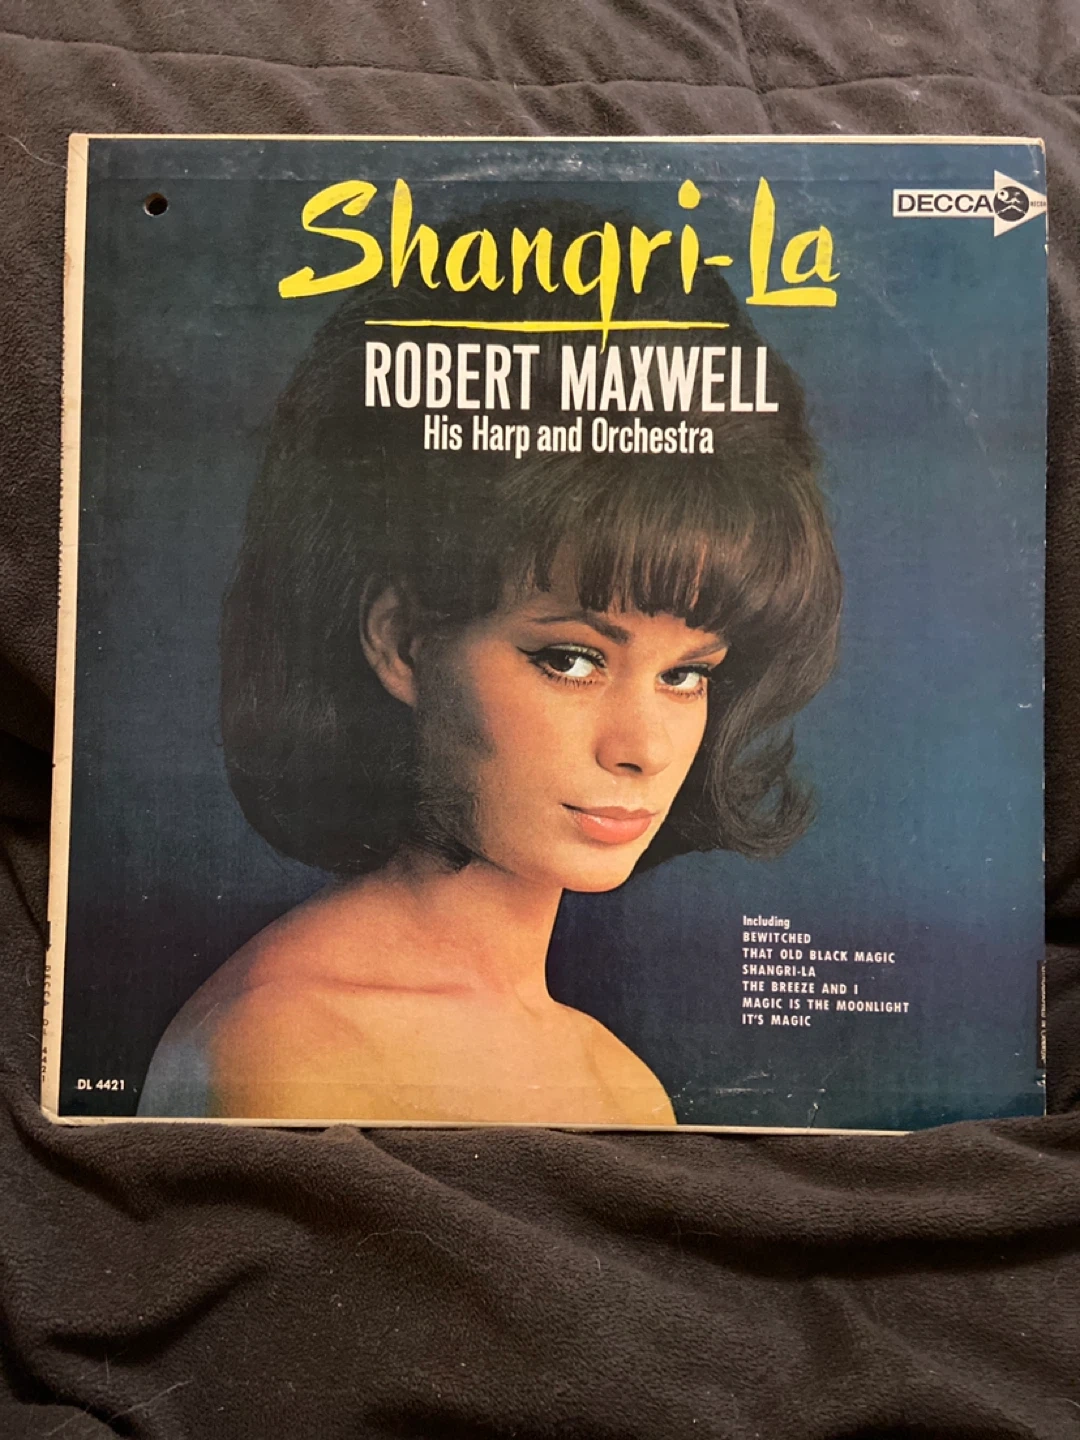 Shangri-La
DECCA
DECCA
ROBERT MAXWELL
His Harp and Orchestra
Including
BEWITCHED
THAT OLD BLACK MAGIC
SHANGRI-LA
THE BREEZE AND I
MAGIC IS THE MOONLIGHT
IT'S MAGIC
DL 4421